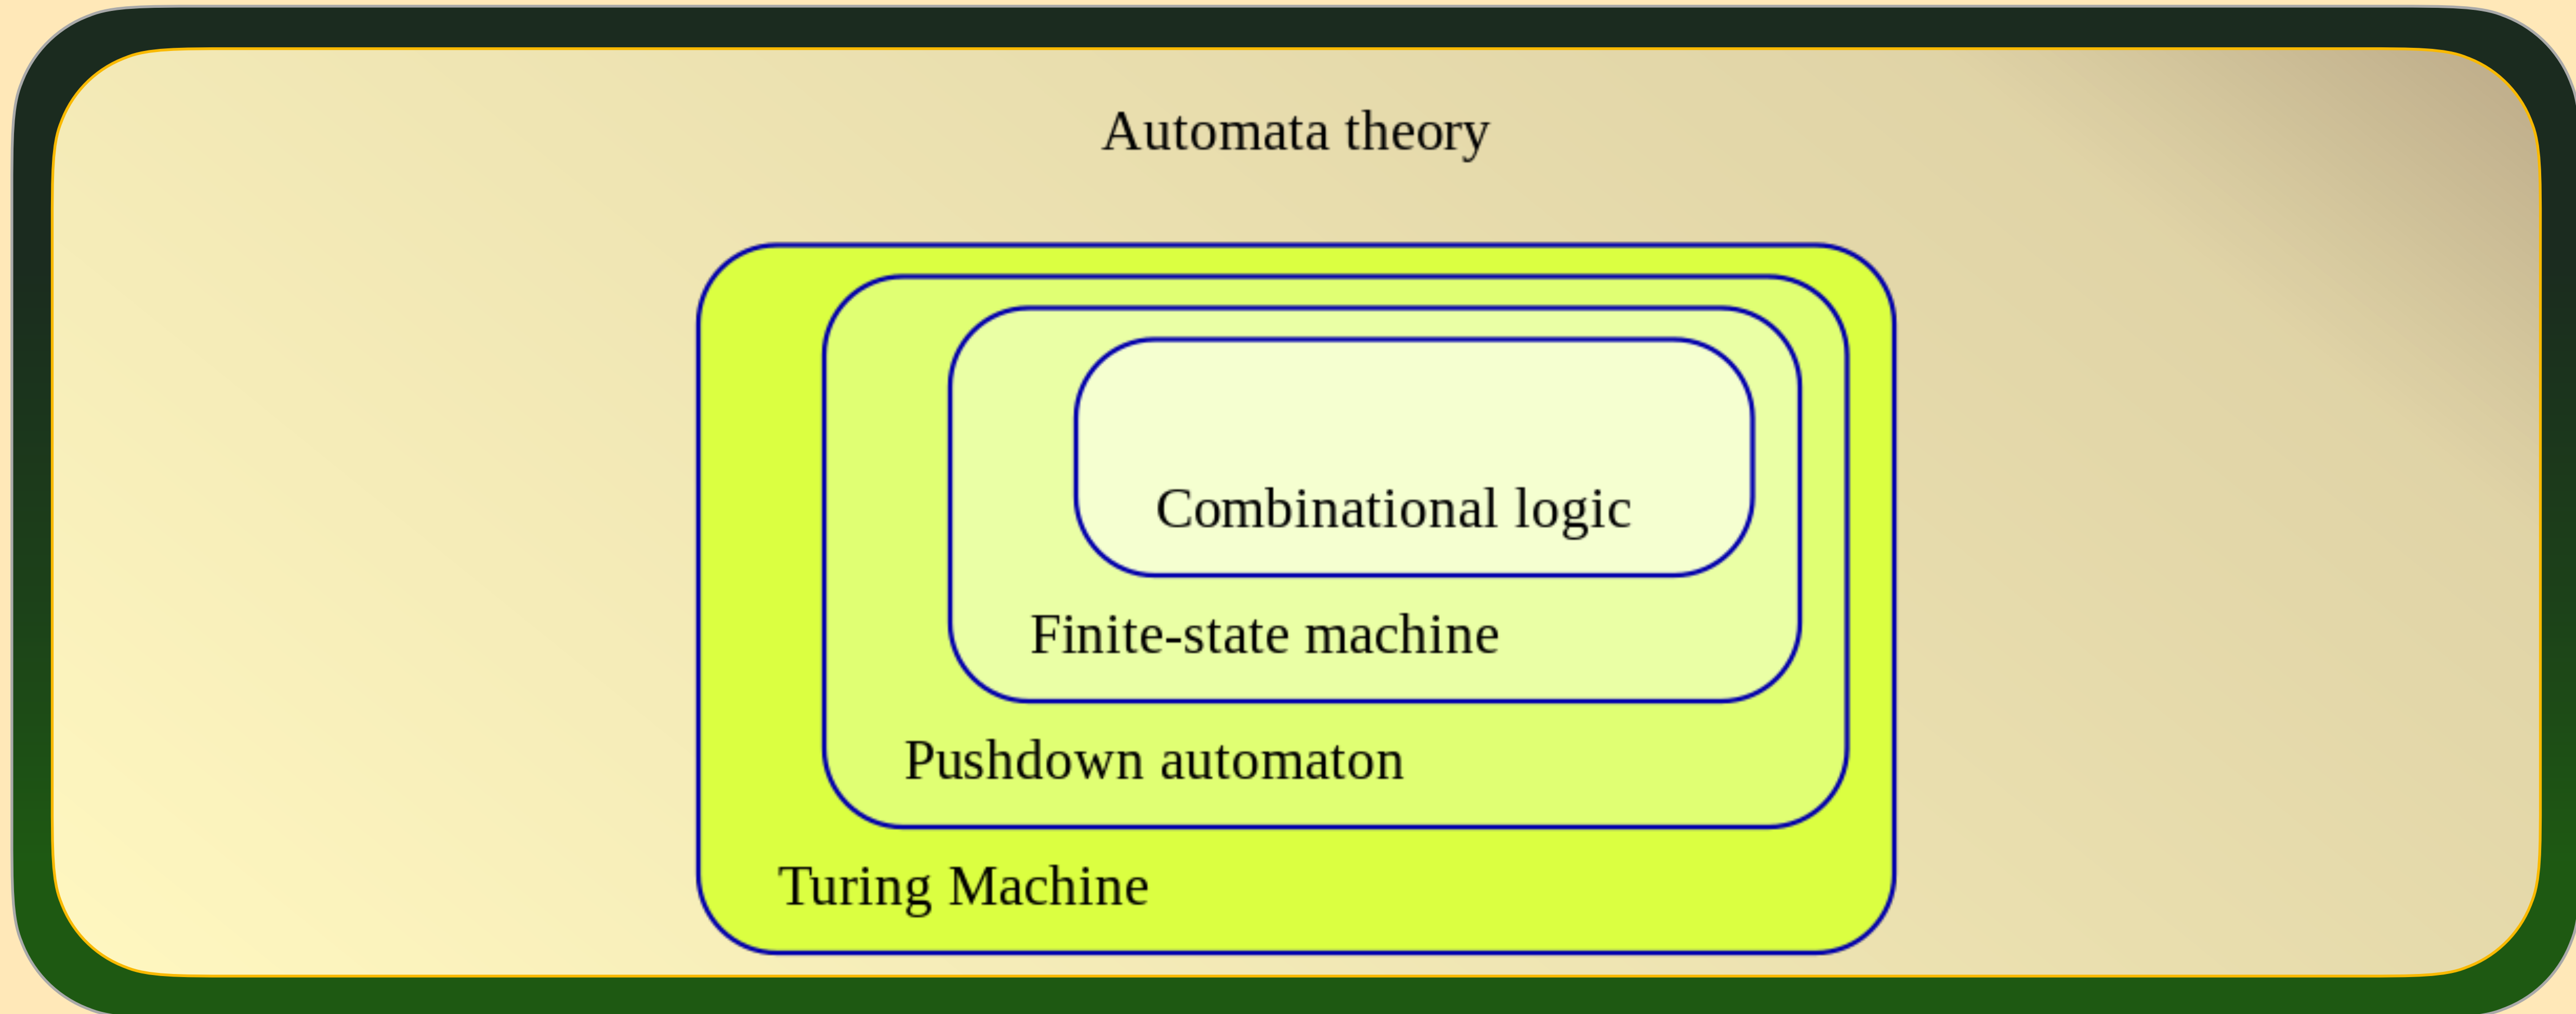 Automata theory
Combinational logic
Finite-state machine
Pushdown automaton
Turing Machine